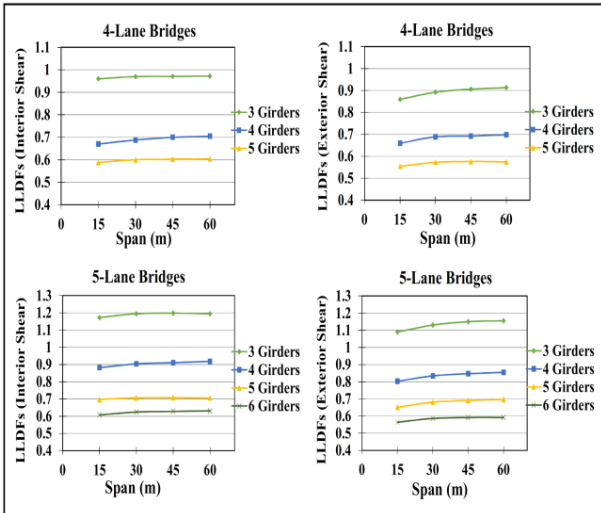 4-Lane Bridges
LLDFs (Interior Shear)
1.1
1
0.9
0.8
0.7
0.6
0.5
0.4
0 15 30 45 60
Span (m)
3 Girders
4 Girders
5 Girders
4-Lane Bridges
LLDFs (Exterior Shear)
1.1
1
0.9
0.8
0.7
0.6
0.5
0.4
0 15 30 45 60
Span (m)
3 Girders
4 Girders
5 Girders
5-Lane Bridges
LLDFs (Interior Shear)
1.3
1.2
1.1
1
0.9
0.8
0.7
0.6
0.5
0.4
0 15 30 45 60
Span (m)
3 Girders
4 Girders
5 Girders
6 Girders
5-Lane Bridges
LLDFs (Exterior Shear)
1.3
1.2
1.1
1
0.9
0.8
0.7
0.6
0.5
0.4
0 15 30 45 60
Span (m)
3 Girders
4 Girders
5 Girders
6 Girders